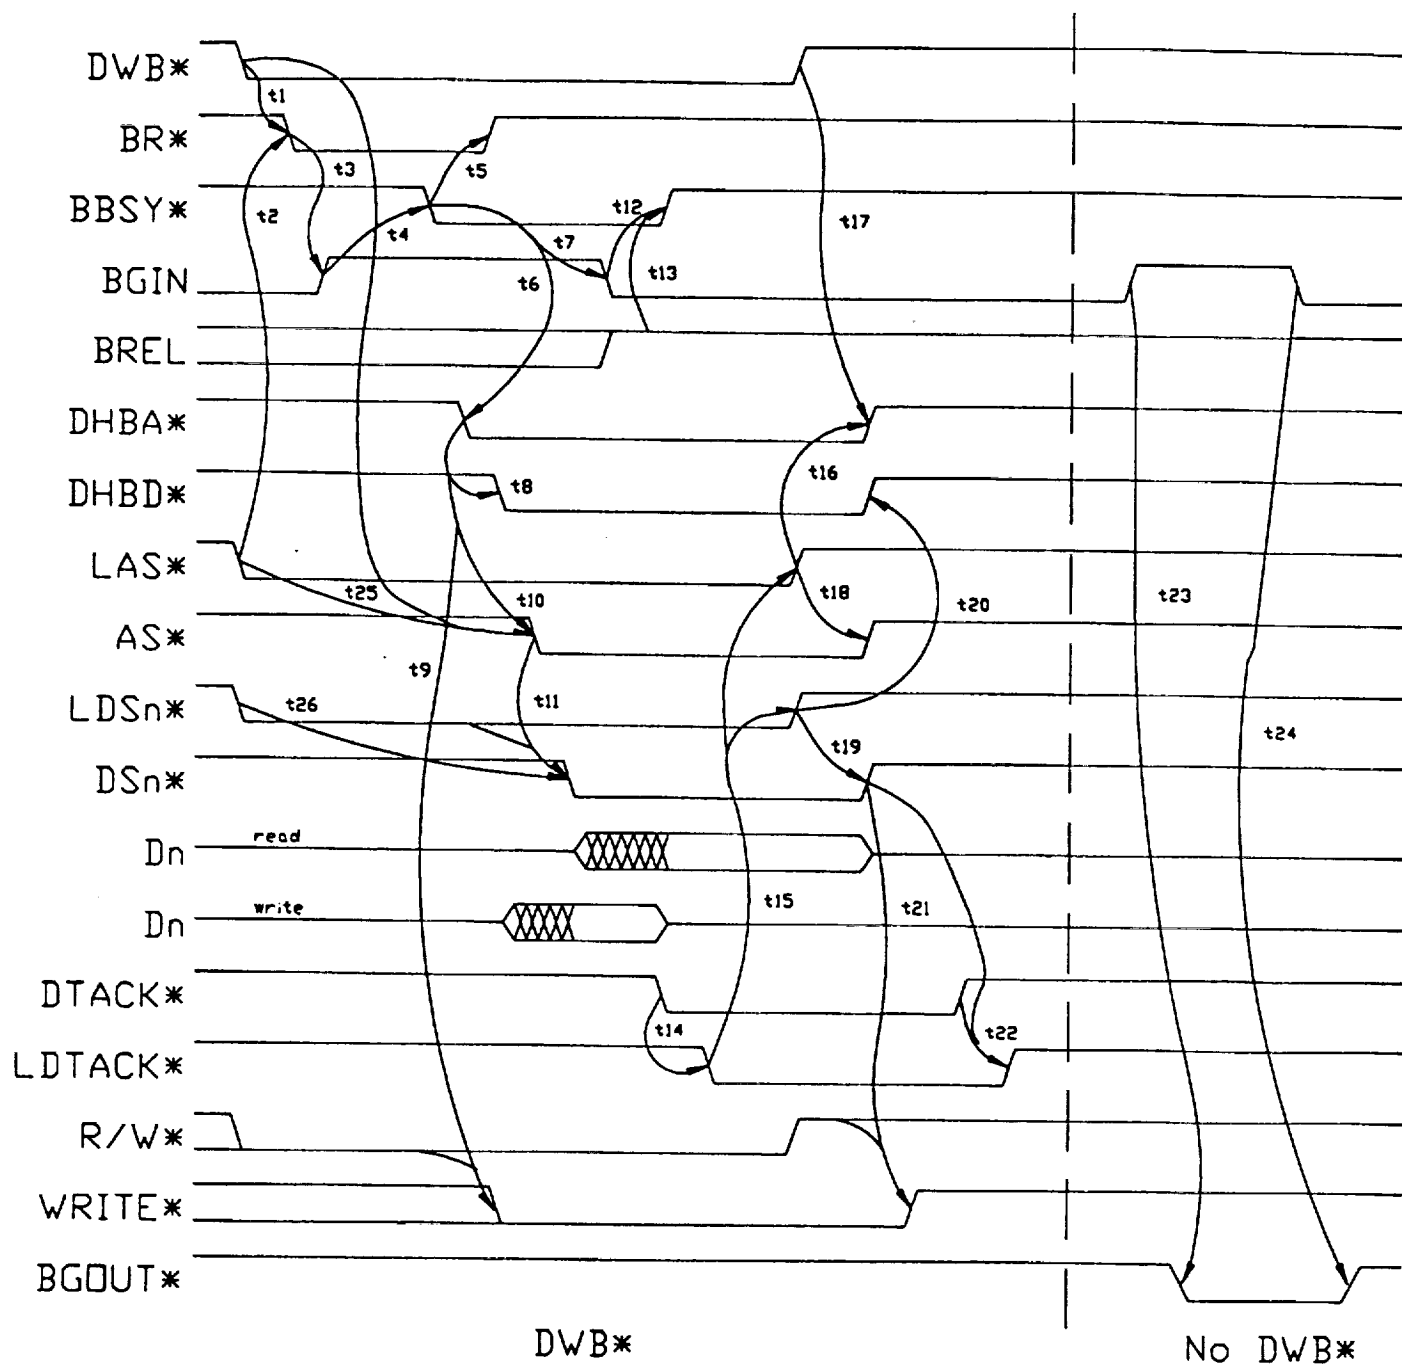 DWB*
t1
BR*
t3
t5
BBSY*
t2
t4
t12
t7
t17
BGIN
t6
t13
BREL
DHBA*
t16
DHBD*
t8
LAS*
t25
t10
t18
t20
t23
AS*
t9
LDSn*
t26
t11
t19
t24
DSn*
Dn
read
Dn
write
t15
t21
DTACK*
t14
t22
LDTACK*
R/W*
WRITE*
BGOUT*
DWB*
No DWB*